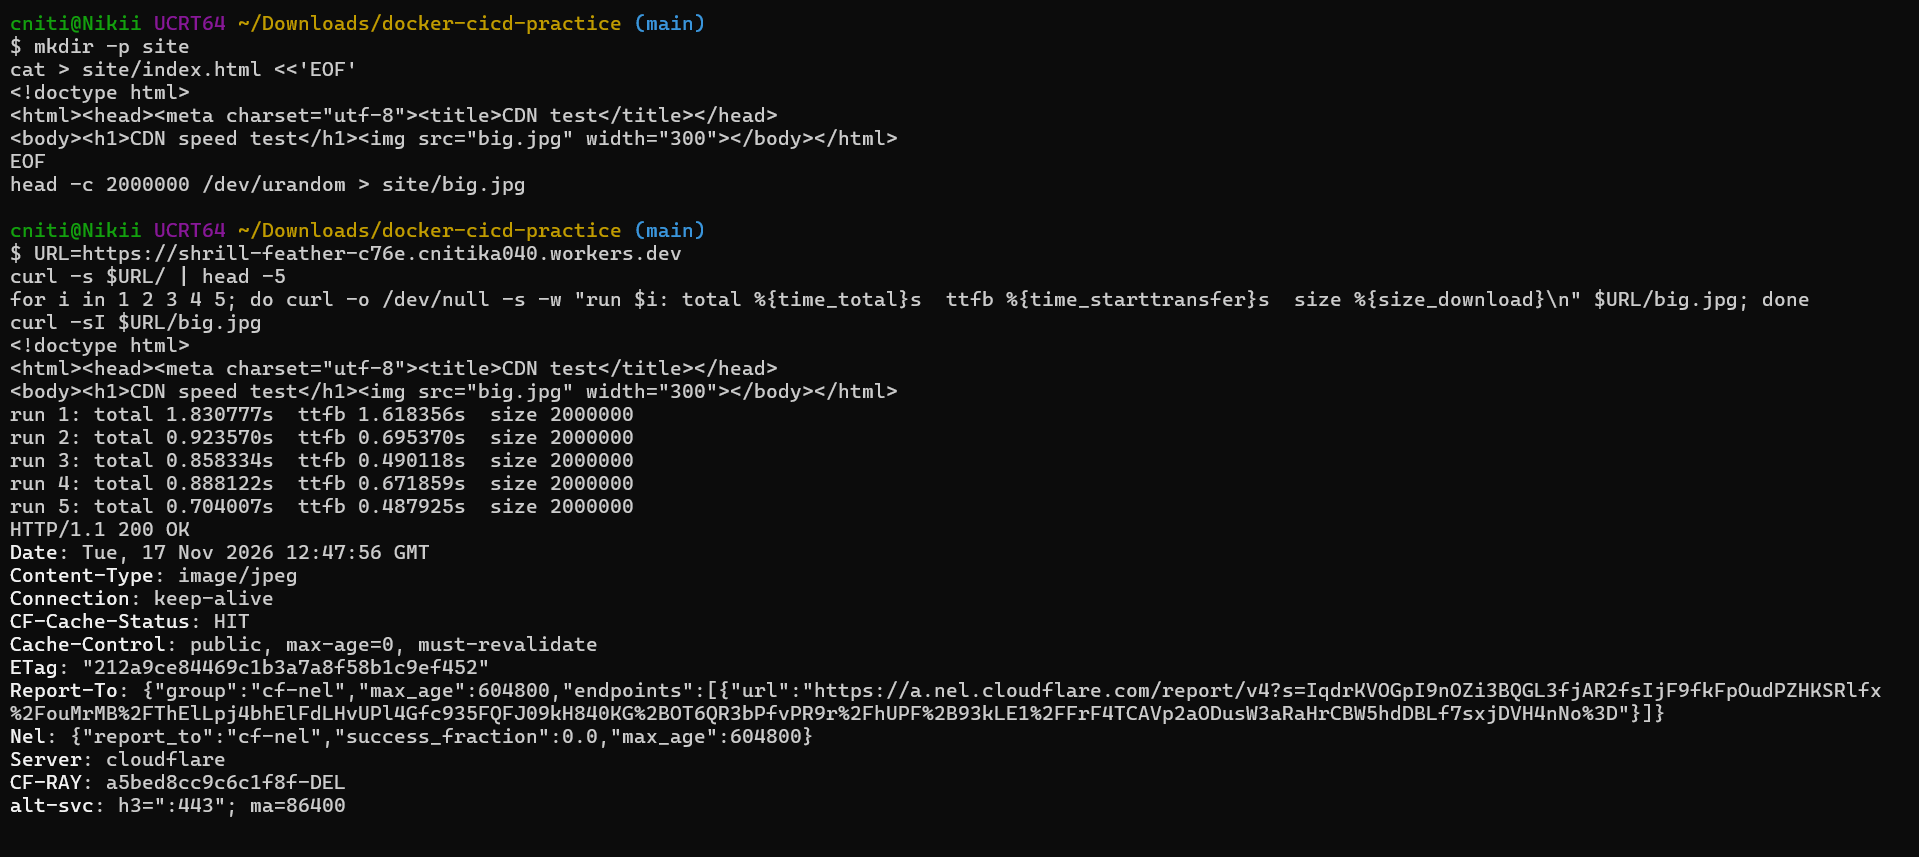 cniti@Nikii UCRT64 ~/Downloads/docker-cicd-practice (main)
$ mkdir -p site
cat > site/index.html <<'EOF'
<!doctype html>
<html><head><meta charset="utf-8"><title>CDN test</title></head>
<body><h1>CDN speed test</h1><img src="big.jpg" width="300"></body></html>
EOF
head -c 2000000 /dev/urandom > site/big.jpg
cniti@Nikii UCRT64 ~/Downloads/docker-cicd-practice (main)
$ URL=https://shrill-feather-c76e.cnitika040.workers.dev
curl -s $URL/ | head -5
for i in 1 2 3 4 5; do curl -o /dev/null -s -w "run $i: total %{time_total}s  ttfb %{time_starttransfer}s  size %{size_download}\n" $URL/big.jpg; done
curl -sI $URL/big.jpg
<!doctype html>
<html><head><meta charset="utf-8"><title>CDN test</title></head>
<body><h1>CDN speed test</h1><img src="big.jpg" width="300"></body></html>
run 1: total 1.830777s  ttfb 1.618356s  size 2000000
run 2: total 0.923570s  ttfb 0.695370s  size 2000000
run 3: total 0.858334s  ttfb 0.490118s  size 2000000
run 4: total 0.888122s  ttfb 0.671859s  size 2000000
run 5: total 0.704007s  ttfb 0.487925s  size 2000000
HTTP/1.1 200 OK
Date: Tue, 17 Nov 2026 12:47:56 GMT
Content-Type: image/jpeg
Connection: keep-alive
CF-Cache-Status: HIT
Cache-Control: public, max-age=0, must-revalidate
ETag: "212a9ce84469c1b3a7a8f58b1c9ef452"
Report-To: {"group":"cf-nel","max_age":604800,"endpoints":[{"url":"https://a.nel.cloudflare.com/report/v4?s=IqdrKVOGpI9nOZi3BQGL3fjAR2fsIjF9fkFpOudPZHKSRlfx
%2FouMrMB%2FThElLpj4bhElFdLHvUPl4Gfc935FQFJ09kH840KG%2BOT6QR3bPfvPR9r%2FhUPF%2B93kLE1%2FFrF4TCAVp2aODusW3aRaHrCBW5hdDBLf7sxjDVH4nNo%3D"}]}
Nel: {"report_to":"cf-nel","success_fraction":0.0,"max_age":604800}
Server: cloudflare
CF-RAY: a5bed8cc9c6c1f8f-DEL
alt-svc: h3=":443"; ma=86400